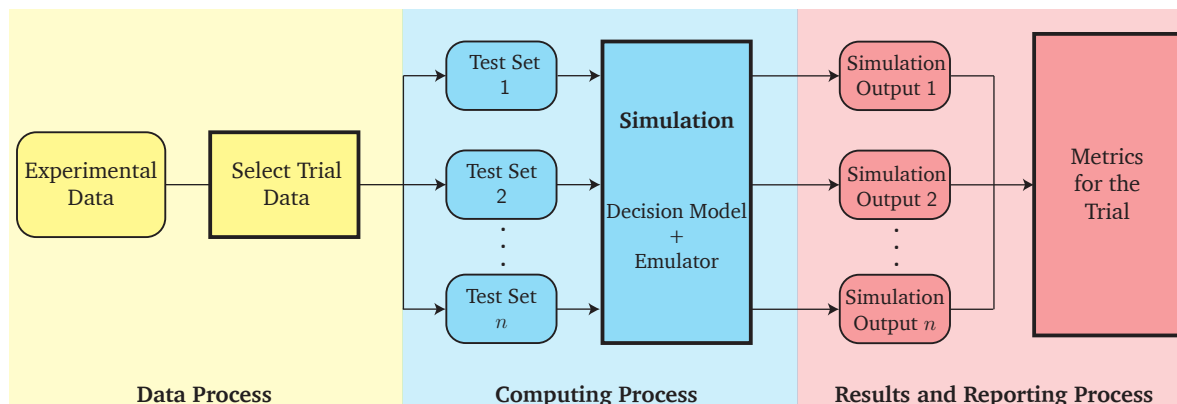 Experimental
Data
Select Trial
Data
Test Set
1
Test Set
2
Test Set
n
Simulation
Decision Model
+
Emulator
Simulation
Output 1
Simulation
Output 2
Simulation
Output n
Metrics
for the
Trial
Data Process
Computing Process
Results and Reporting Process